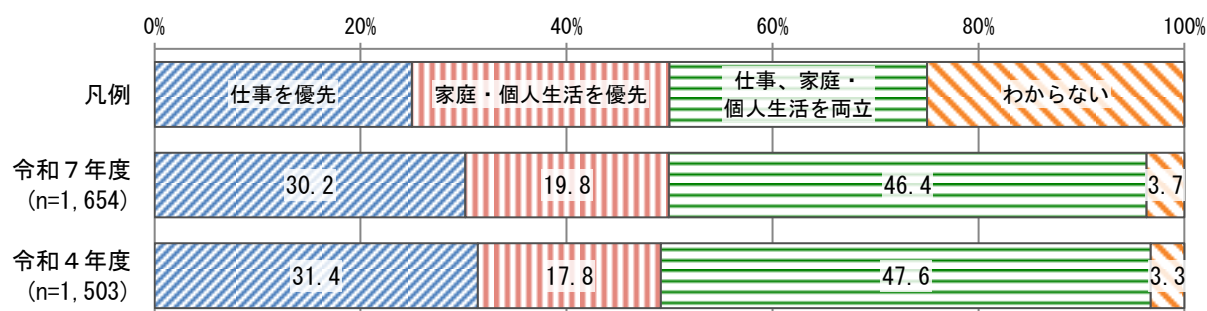 0% 20% 40% 60% 80% 100%
凡例 仕事を優先 家庭・個人生活を優先 仕事、家庭・
個人生活を両立 わからない
令和７年度
(n=1,654) 30.2 19.8 46.4 3.7
令和４年度
(n=1,503) 31.4 17.8 47.6 3.3